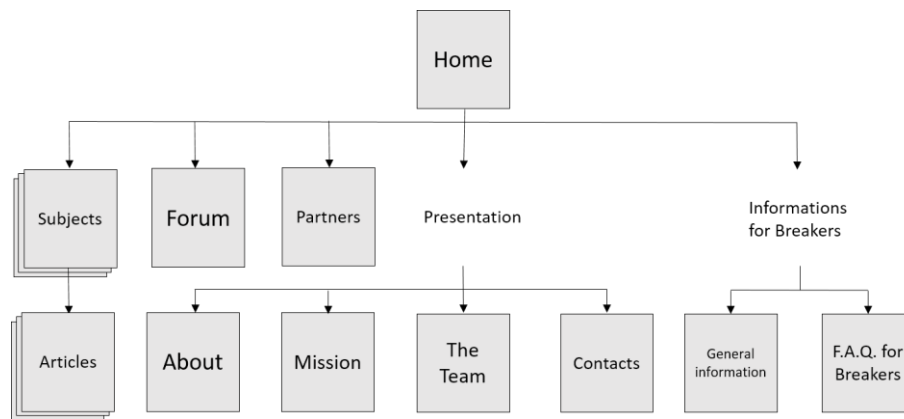 Home
Subjects
Forum
Partners
Presentation
Informations
for Breakers
Articles
About
Mission
The
Team
Contacts
General
information
F.A.Q. for
Breakers